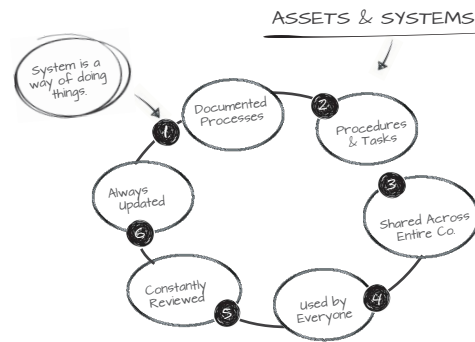 ASSETS & SYSTEMS
System is a
way of doing
things.
1
Documented
Processes
2
Procedures
& Tasks
3
Shared Across
Entire Co.
4
Used by
Everyone
5
Constantly
Reviewed
6
Always
Updated